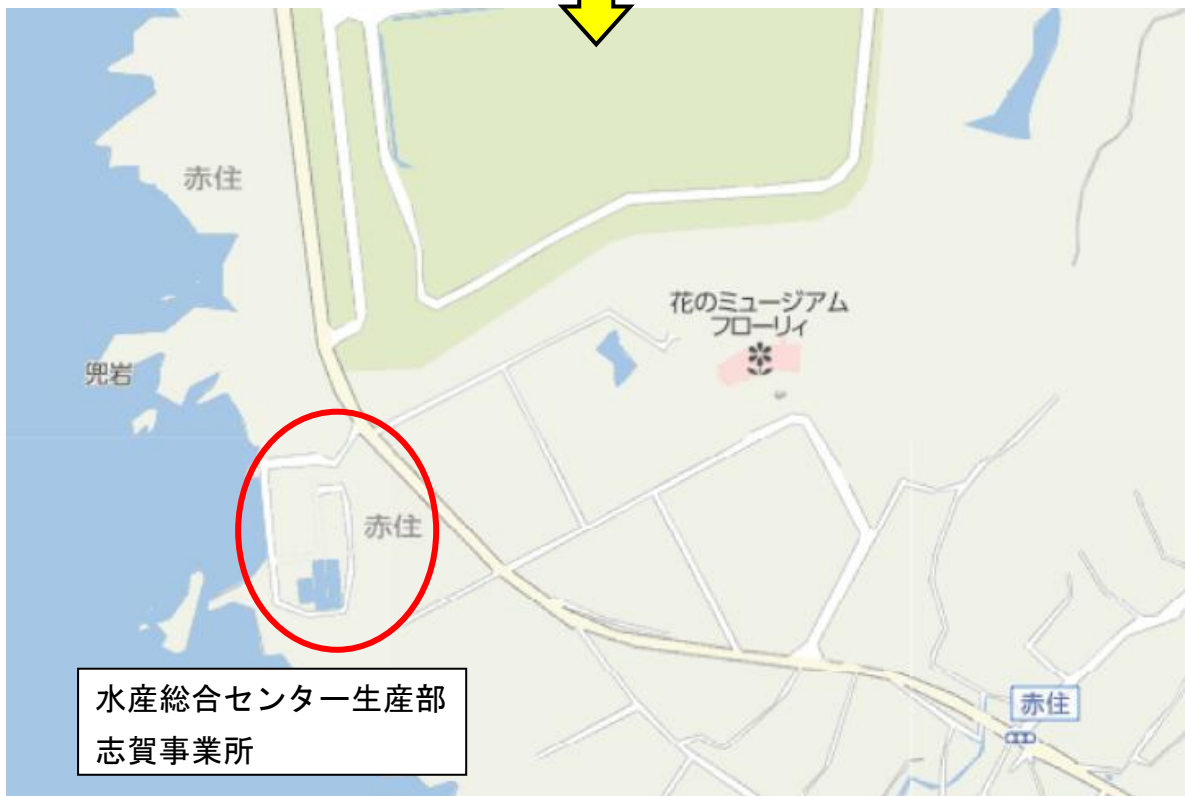 赤住
花のミュージアム
フローリィ
兜岩
赤住
水産総合センター生産部
志賀事業所
赤住